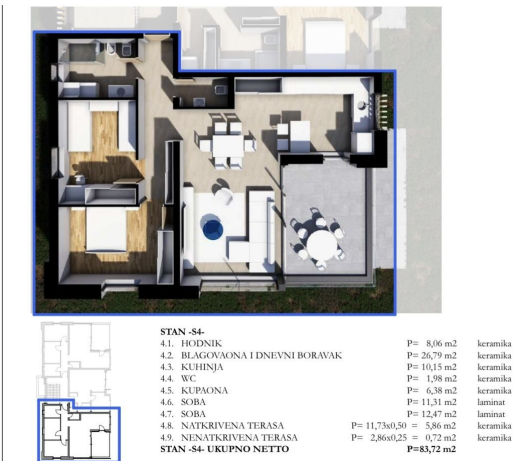 STAN -S4-
4.1. HODNIK P= 8,06 m2 keramika
4.2. BLAGOVAONA I DNEVNI BORAVAK P= 26,79 m2 keramika
4.3. KUHINJA P= 10,15 m2 keramika
4.4. WC P= 1,98 m2 keramika
4.5. KUPAONA P= 6,38 m2 keramika
4.6. SOBA P= 11,31 m2 laminat
4.7. SOBA P= 12,47 m2 laminat
4.8. NATKRIVENA TERASA P= 11,73x0,50 = 5,86 m2 keramika
4.9. NENATKRIVENA TERASA P= 2,86x0,25 = 0,72 m2 keramika
STAN -S4- UKUPNO NETTO P=83,72 m2